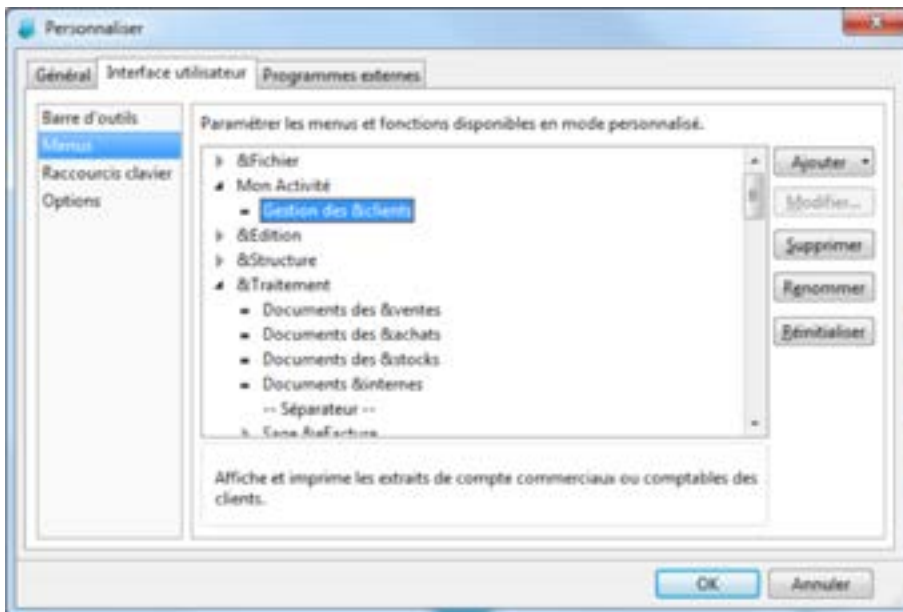 Personnaliser
Général
Interface utilisateur
Programmes externes
Barre d'outils
Menus
Raccourcis clavier
Options
Paramétrer les menus et fonctions disponibles en mode personnalisé.
&Fichier
Mon Activité
Gestion des &clients
&Edition
&Structure
&Traitement
Documents des &ventes
Documents des &achats
Documents des &stocks
Documents &internes
-- Séparateur --
Sage &eFacture
Ajouter
Modifier...
Supprimer
Renommer
Réinitialiser
Affiche et imprime les extraits de compte commerciaux ou comptables des
clients.
OK
Annuler